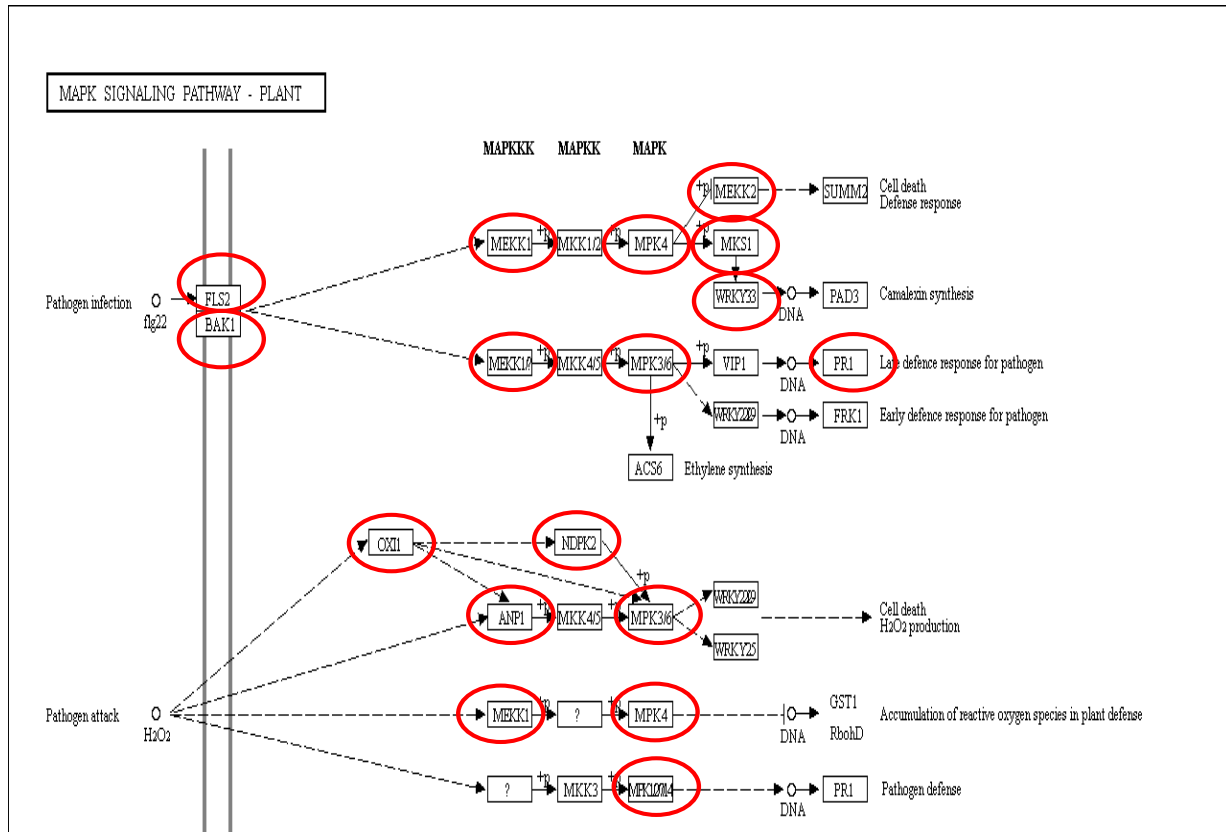 MAPK SIGNALING PATHWAY - PLANT
MAPKKK MAPKK MAPK
+p MEKK2 SUMM2 Cell death
Defense response
MEKK1 +p MKK1/2 +p MPK4 +p MKS1
Pathogen infection flg22 FLS2
BAK1
WRKY33 DNA PAD3 Camalexin synthesis
+p MKK4/5 +p MPK3/6 +p VIP1 DNA PR1 Late defence response for pathogen
+p DNA FRK1 Early defence response for pathogen
ACS6 Ethylene synthesis
OXI1 NDPK2
+p
ANP1 +p MKK4/5 +p MPK3/6
WRKY25
Cell death
H2O2 production
Pathogen attack H2O2
MEKK1 +p ? +p MPK4 DNA GST1
RbohD
Accumulation of reactive oxygen species in plant defense
? +p MKK3 +p DNA PR1 Pathogen defense